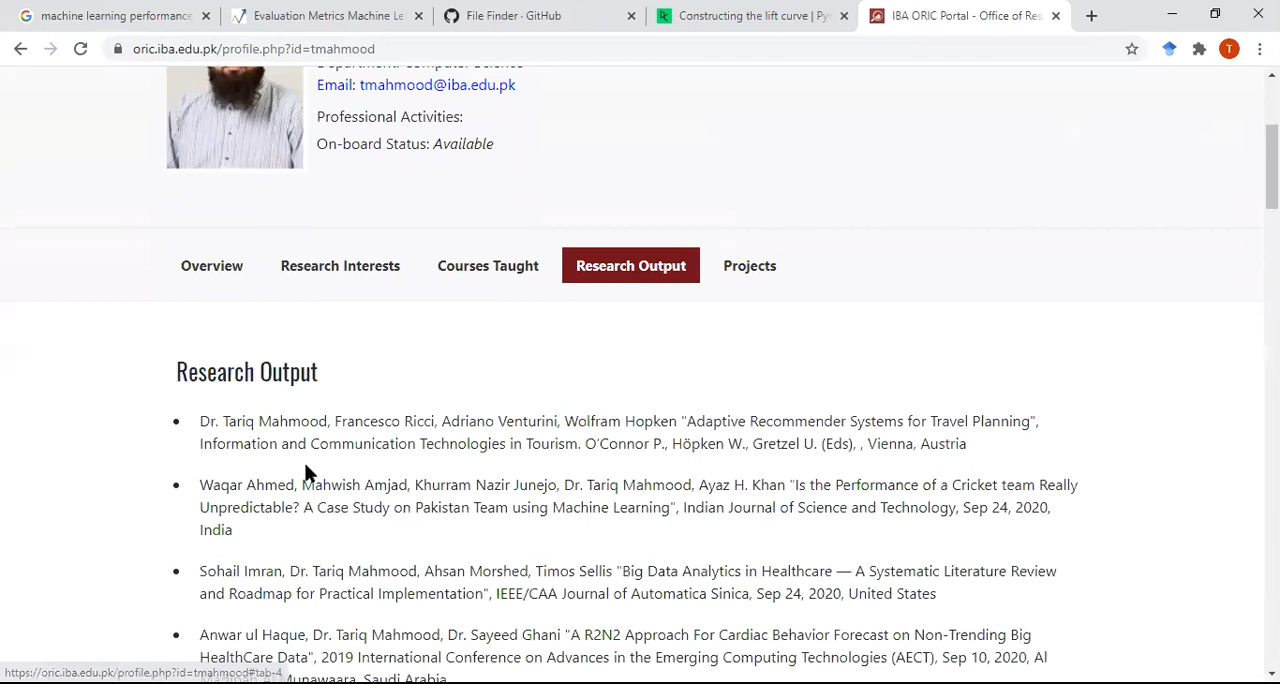 machine learning performance
Evaluation Metrics Machine Le
File Finder · GitHub
Constructing the lift curve | Pyt
IBA ORIC Portal - Office of Res
oric.iba.edu.pk/profile.php?id=tmahmood
T
Department: Computer Science
Email: tmahmood@iba.edu.pk
Professional Activities:
On-board Status: Available
Overview
Research Interests
Courses Taught
Research Output
Projects
Research Output
Dr. Tariq Mahmood, Francesco Ricci, Adriano Venturini, Wolfram Hopken "Adaptive Recommender Systems for Travel Planning",
Information and Communication Technologies in Tourism. O'Connor P., Höpken W., Gretzel U. (Eds), , Vienna, Austria
Waqar Ahmed, Mahwish Amjad, Khurram Nazir Junejo, Dr. Tariq Mahmood, Ayaz H. Khan "Is the Performance of a Cricket team Really
Unpredictable? A Case Study on Pakistan Team using Machine Learning", Indian Journal of Science and Technology, Sep 24, 2020,
India
Sohail Imran, Dr. Tariq Mahmood, Ahsan Morshed, Timos Sellis "Big Data Analytics in Healthcare — A Systematic Literature Review
and Roadmap for Practical Implementation", IEEE/CAA Journal of Automatica Sinica, Sep 24, 2020, United States
Anwar ul Haque, Dr. Tariq Mahmood, Dr. Sayeed Ghani "A R2N2 Approach For Cardiac Behavior Forecast on Non-Trending Big
HealthCare Data", 2019 International Conference on Advances in the Emerging Computing Technologies (AECT), Sep 10, 2020, Al
Munawaara, Saudi Arabia
https://oric.iba.edu.pk/profile.php?id=tmahmood#tab-4